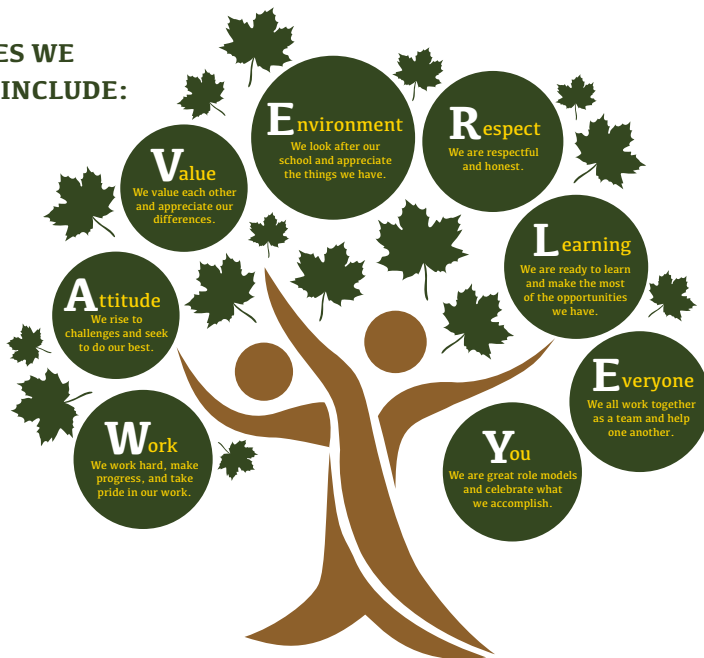 ES WE
INCLUDE:
Environment
We look after our
school and appreciate
the things we have.
Respect
We are respectful
and honest.
Value
We value each other
and appreciate our
differences.
Learning
We are ready to learn
and make the most
of the opportunities
we have.
Attitude
We rise to
challenges and seek
to do our best.
Everyone
We all work together
as a team and help
one another.
Work
We work hard, make
progress, and take
pride in our work.
You
We are great role models
and celebrate what
we accomplish.